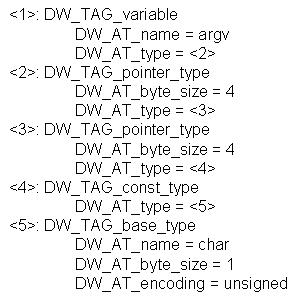 <1>: DW_TAG_variable
DW_AT_name = argv
DW_AT_type = <2>
<2>: DW_TAG_pointer_type
DW_AT_byte_size = 4
DW_AT_type = <3>
<3>: DW_TAG_pointer_type
DW_AT_byte_size = 4
DW_AT_type = <4>
<4>: DW_TAG_const_type
DW_AT_type = <5>
<5>: DW_TAG_base_type
DW_AT_name = char
DW_AT_byte_size = 1
DW_AT_encoding = unsigned